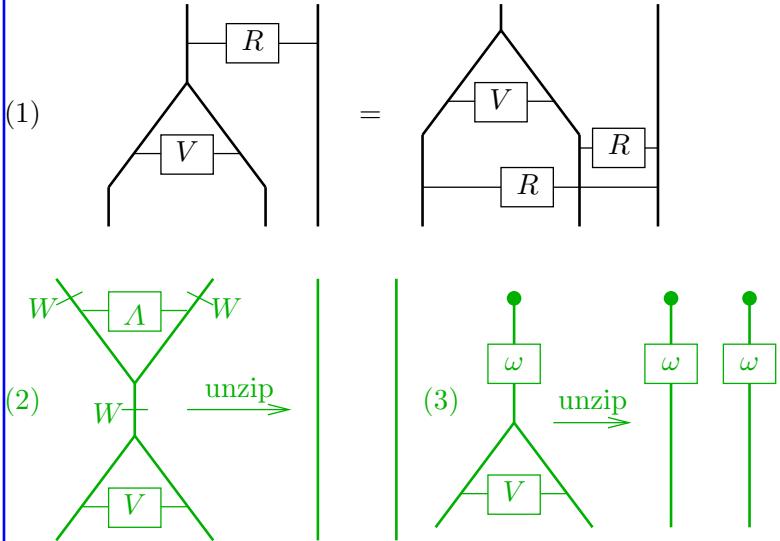 R
(1) V = V R
R
W Λ W
(2) W unzip (3) ω unzip ω ω
V V